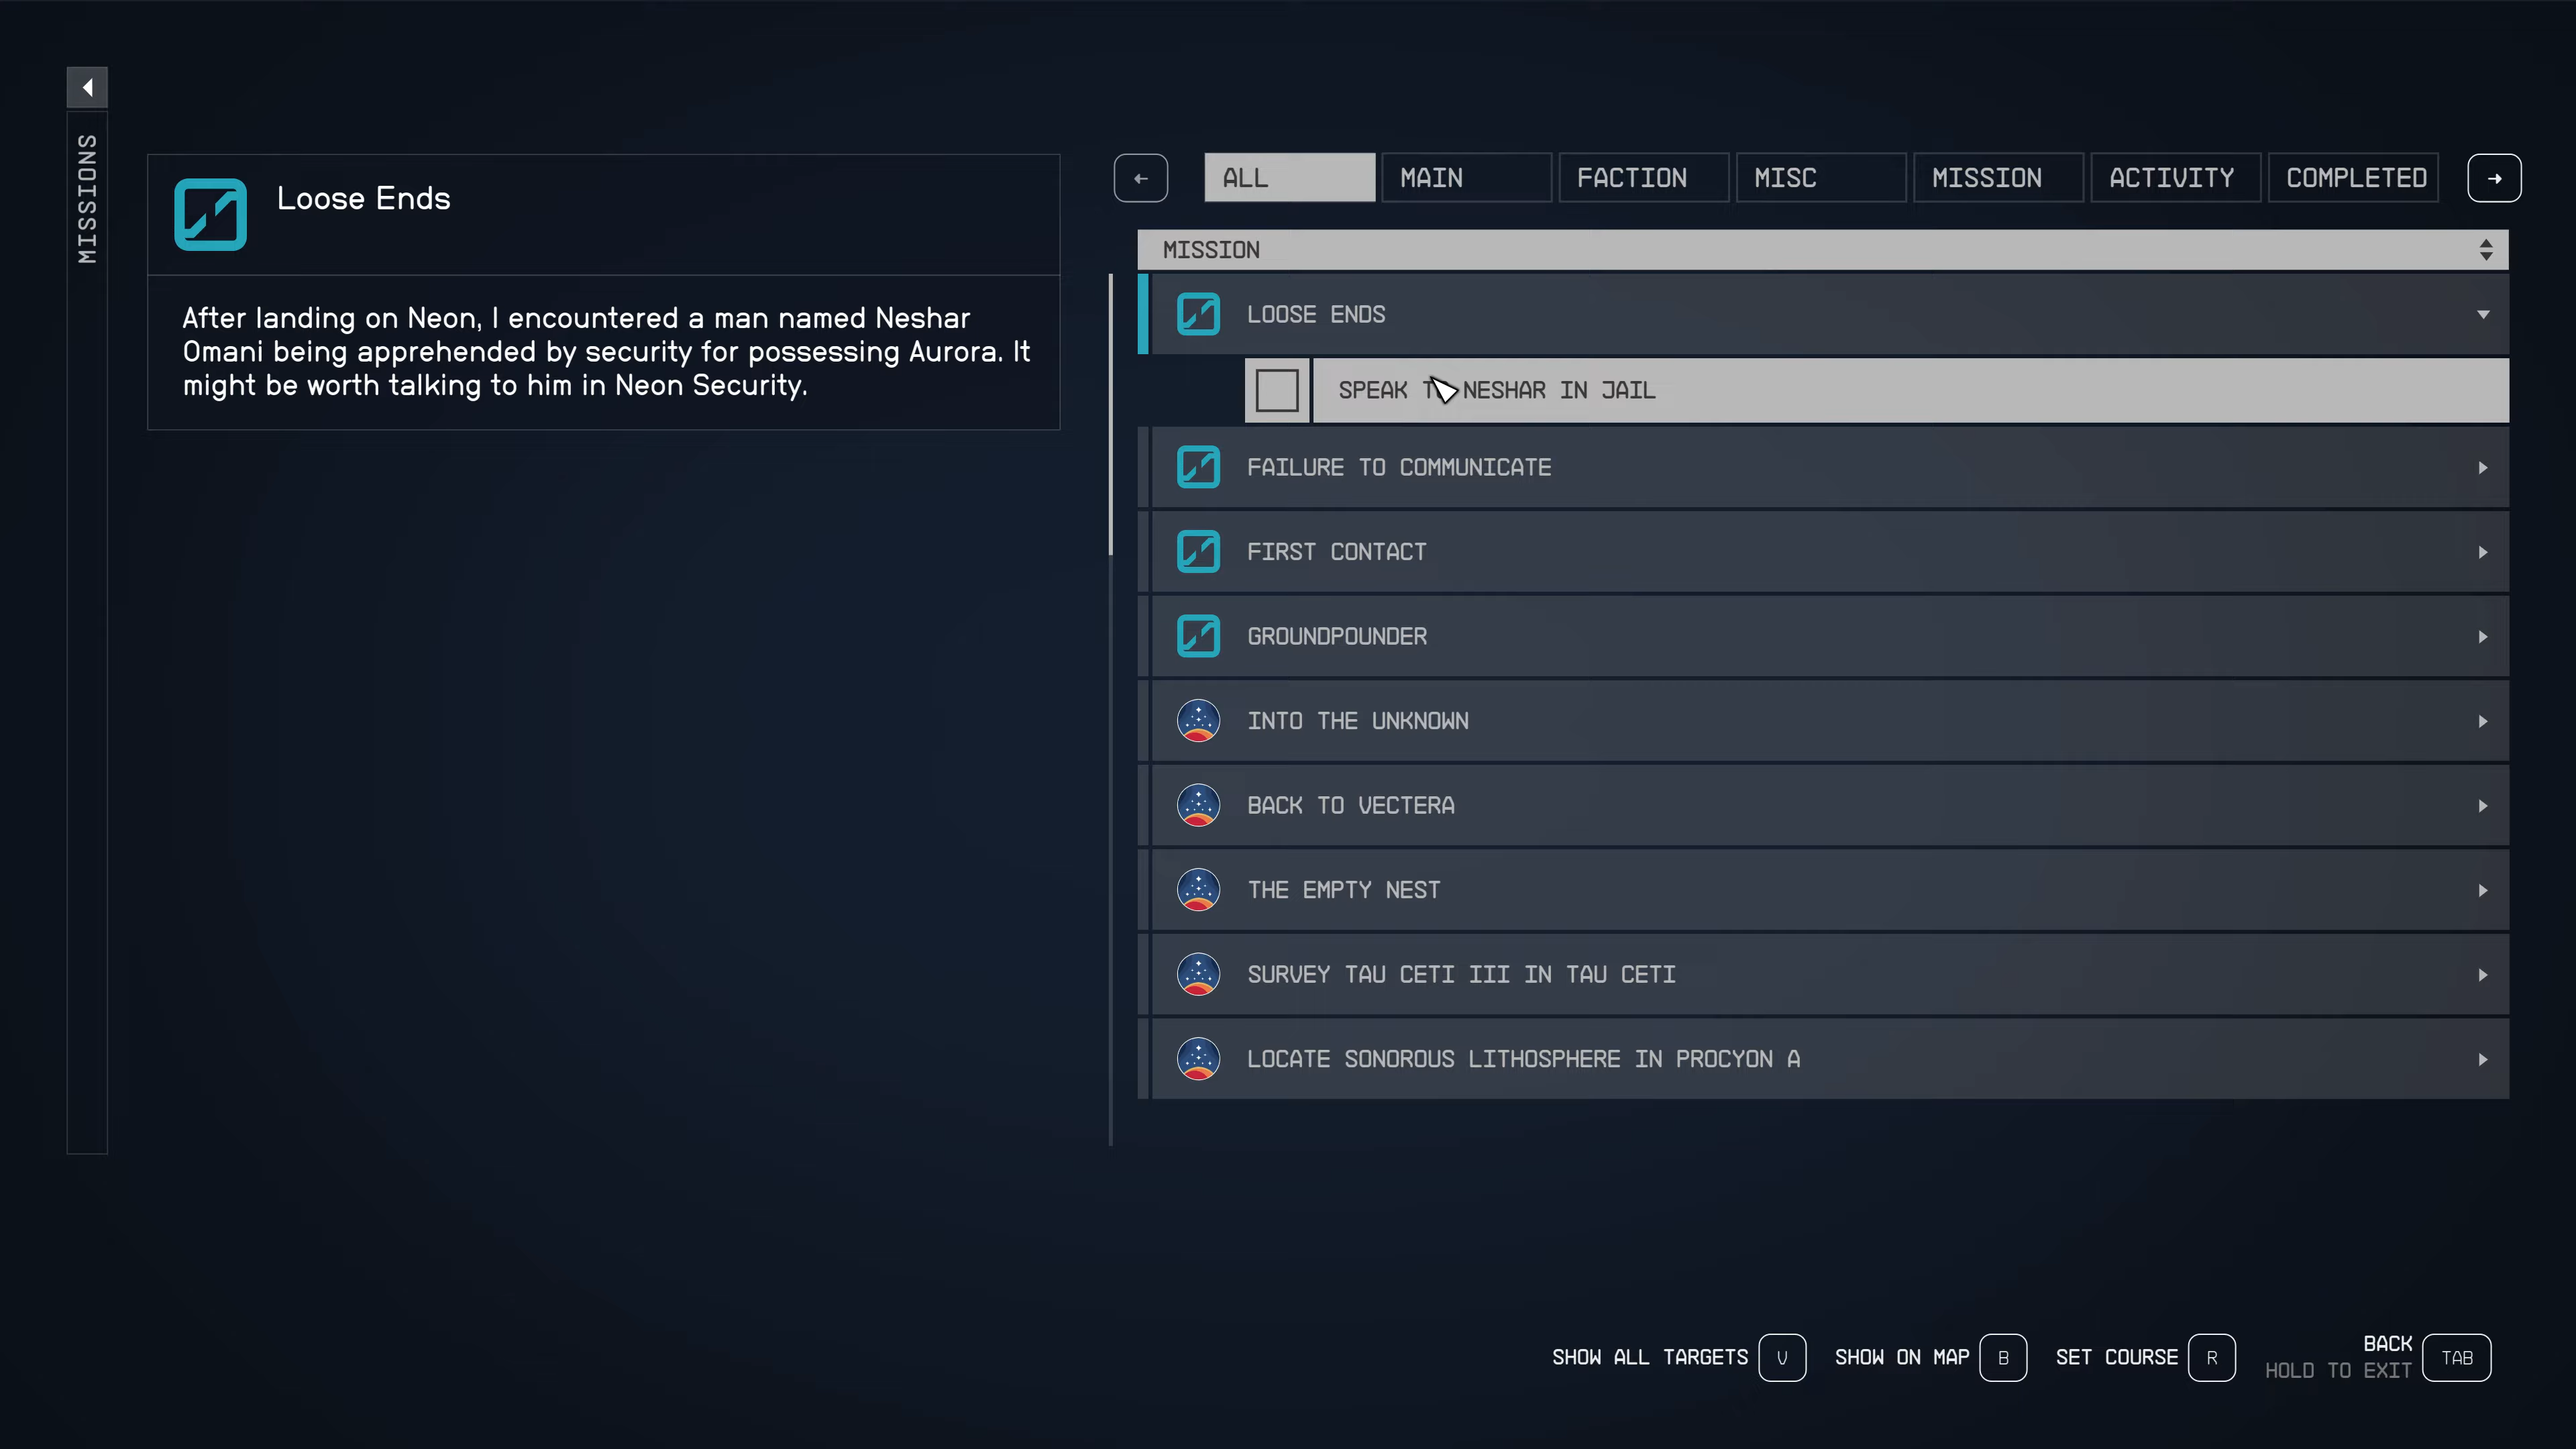 MISSIONS
Loose Ends
After landing on Neon, I encountered a man named Neshar
Omani being apprehended by security for possessing Aurora. It
might be worth talking to him in Neon Security.
ALL
MAIN
FACTION
MISC
MISSION
ACTIVITY
COMPLETED
MISSION
LOOSE ENDS
SPEAK TO NESHAR IN JAIL
FAILURE TO COMMUNICATE
FIRST CONTACT
GROUNDPOUNDER
INTO THE UNKNOWN
BACK TO VECTERA
THE EMPTY NEST
SURVEY TAU CETI III IN TAU CETI
LOCATE SONOROUS LITHOSPHERE IN PROCYON A
SHOW ALL TARGETS V
SHOW ON MAP B
SET COURSE R
BACK
HOLD TO EXIT
TAB